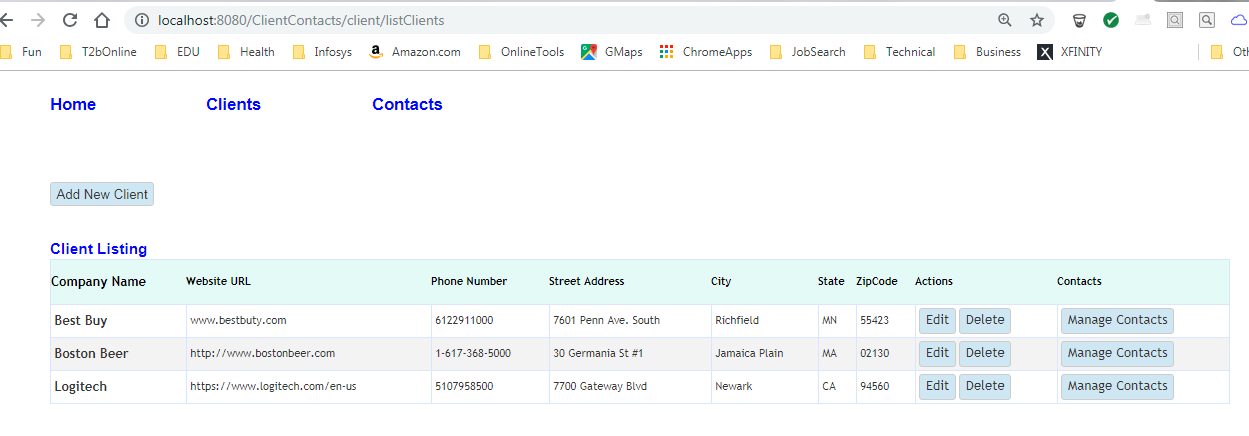 localhost:8080/ClientContacts/client/listClients
Fun T2bOnline EDU Health Infosys Amazon.com OnlineTools GMaps ChromeApps JobSearch Technical Business XFINITY Oth
Home Clients Contacts
Add New Client
Client Listing
Company Name Website URL Phone Number Street Address City State ZipCode Actions Contacts
Best Buy www.bestbuty.com 6122911000 7601 Penn Ave. South Richfield MN 55423 Edit Delete Manage Contacts
Boston Beer http://www.bostonbeer.com 1-617-368-5000 30 Germania St #1 Jamaica Plain MA 02130 Edit Delete Manage Contacts
Logitech https://www.logitech.com/en-us 5107958500 7700 Gateway Blvd Newark CA 94560 Edit Delete Manage Contacts